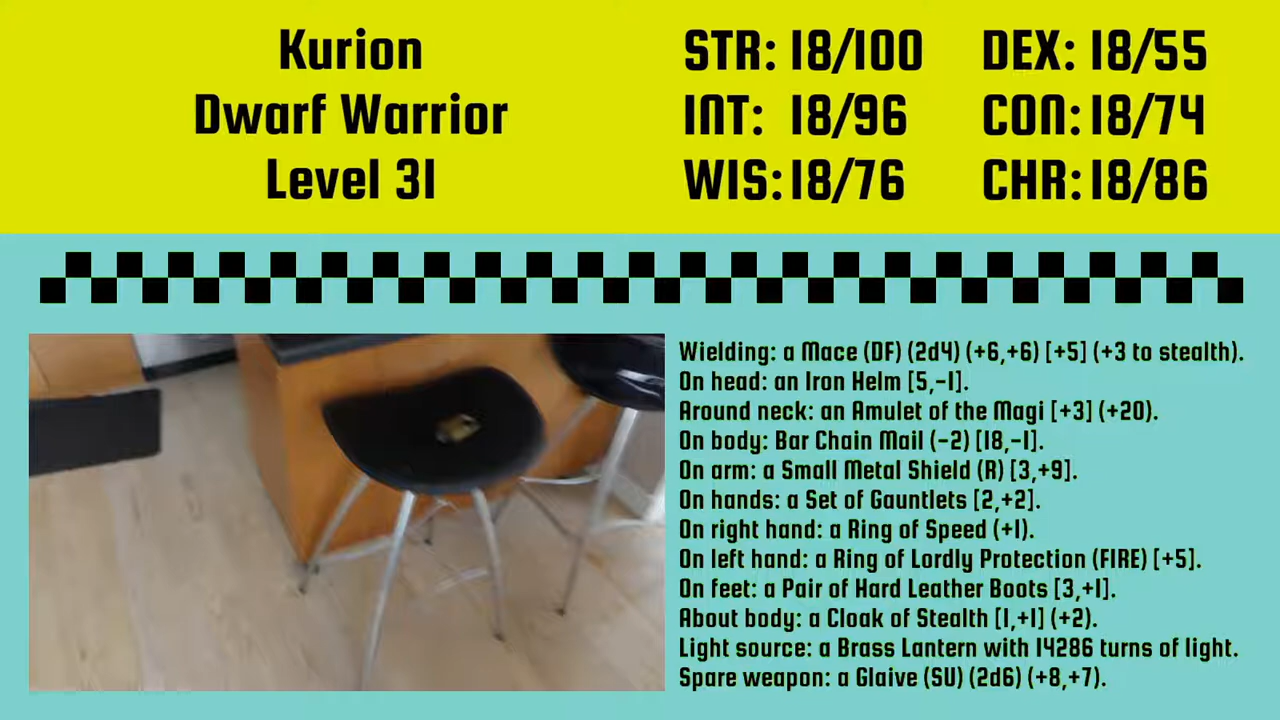 Kurion
Dwarf Warrior
Level 31
STR: 18/100 DEX: 18/55
INT: 18/96 CON: 18/74
WIS: 18/76 CHR: 18/86
Wielding: a Mace (DF) (2d4) (+6,+6) [+5] (+3 to stealth).
On head: an Iron Helm [5,-1].
Around neck: an Amulet of the Magi [+3] (+20).
On body: Bar Chain Mail (-2) [18,-1].
On arm: a Small Metal Shield (R) [3,+9].
On hands: a Set of Gauntlets [2,+2].
On right hand: a Ring of Speed (+1).
On left hand: a Ring of Lordly Protection (FIRE) [+5].
On feet: a Pair of Hard Leather Boots [3,+1].
About body: a Cloak of Stealth [1,+1] (+2).
Light source: a Brass Lantern with 14286 turns of light.
Spare weapon: a Glaive (SU) (2d6) (+8,+7).